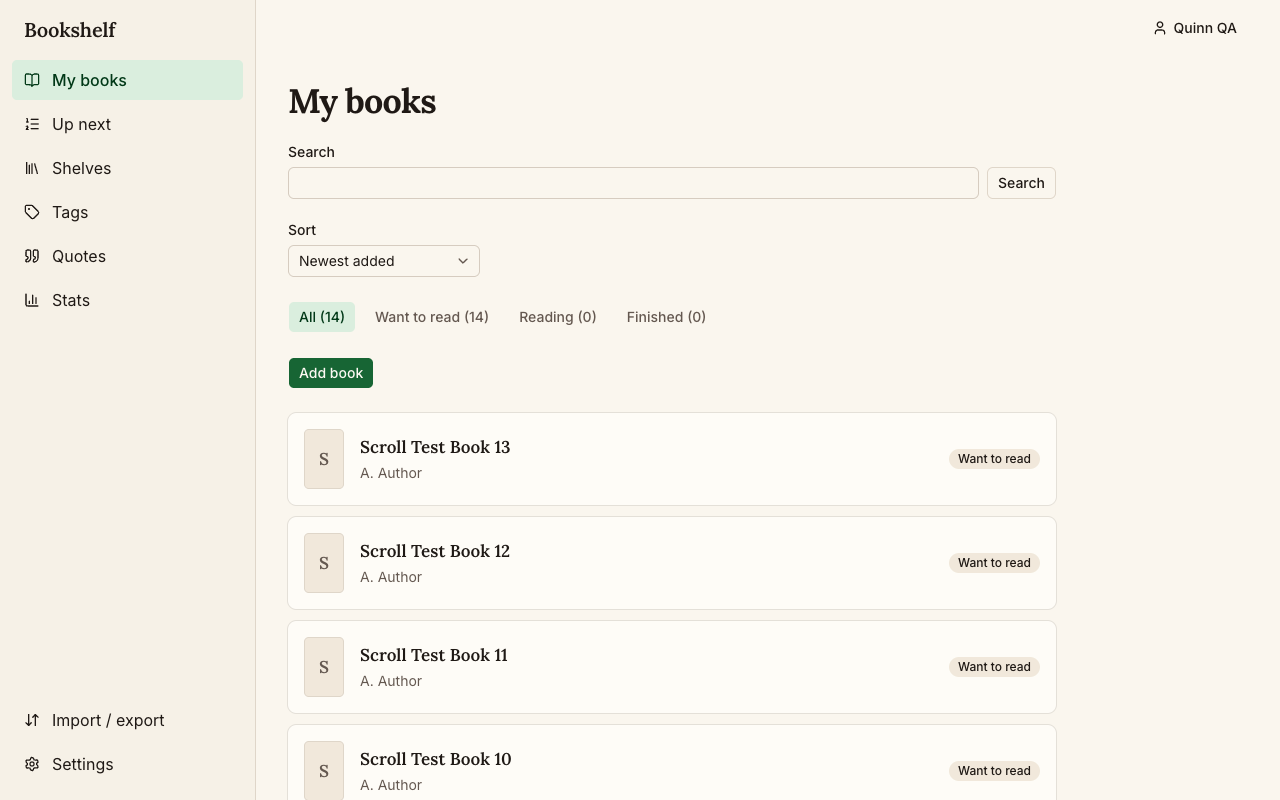 Bookshelf
My books
Up next
Shelves
Tags
Quotes
Stats
Import / export
Settings
Quinn QA
My books
Search
Search
Sort
Newest added
All (14)
Want to read (14)
Reading (0)
Finished (0)
Add book
S
Scroll Test Book 13
A. Author
Want to read
S
Scroll Test Book 12
A. Author
Want to read
S
Scroll Test Book 11
A. Author
Want to read
S
Scroll Test Book 10
A. Author
Want to read